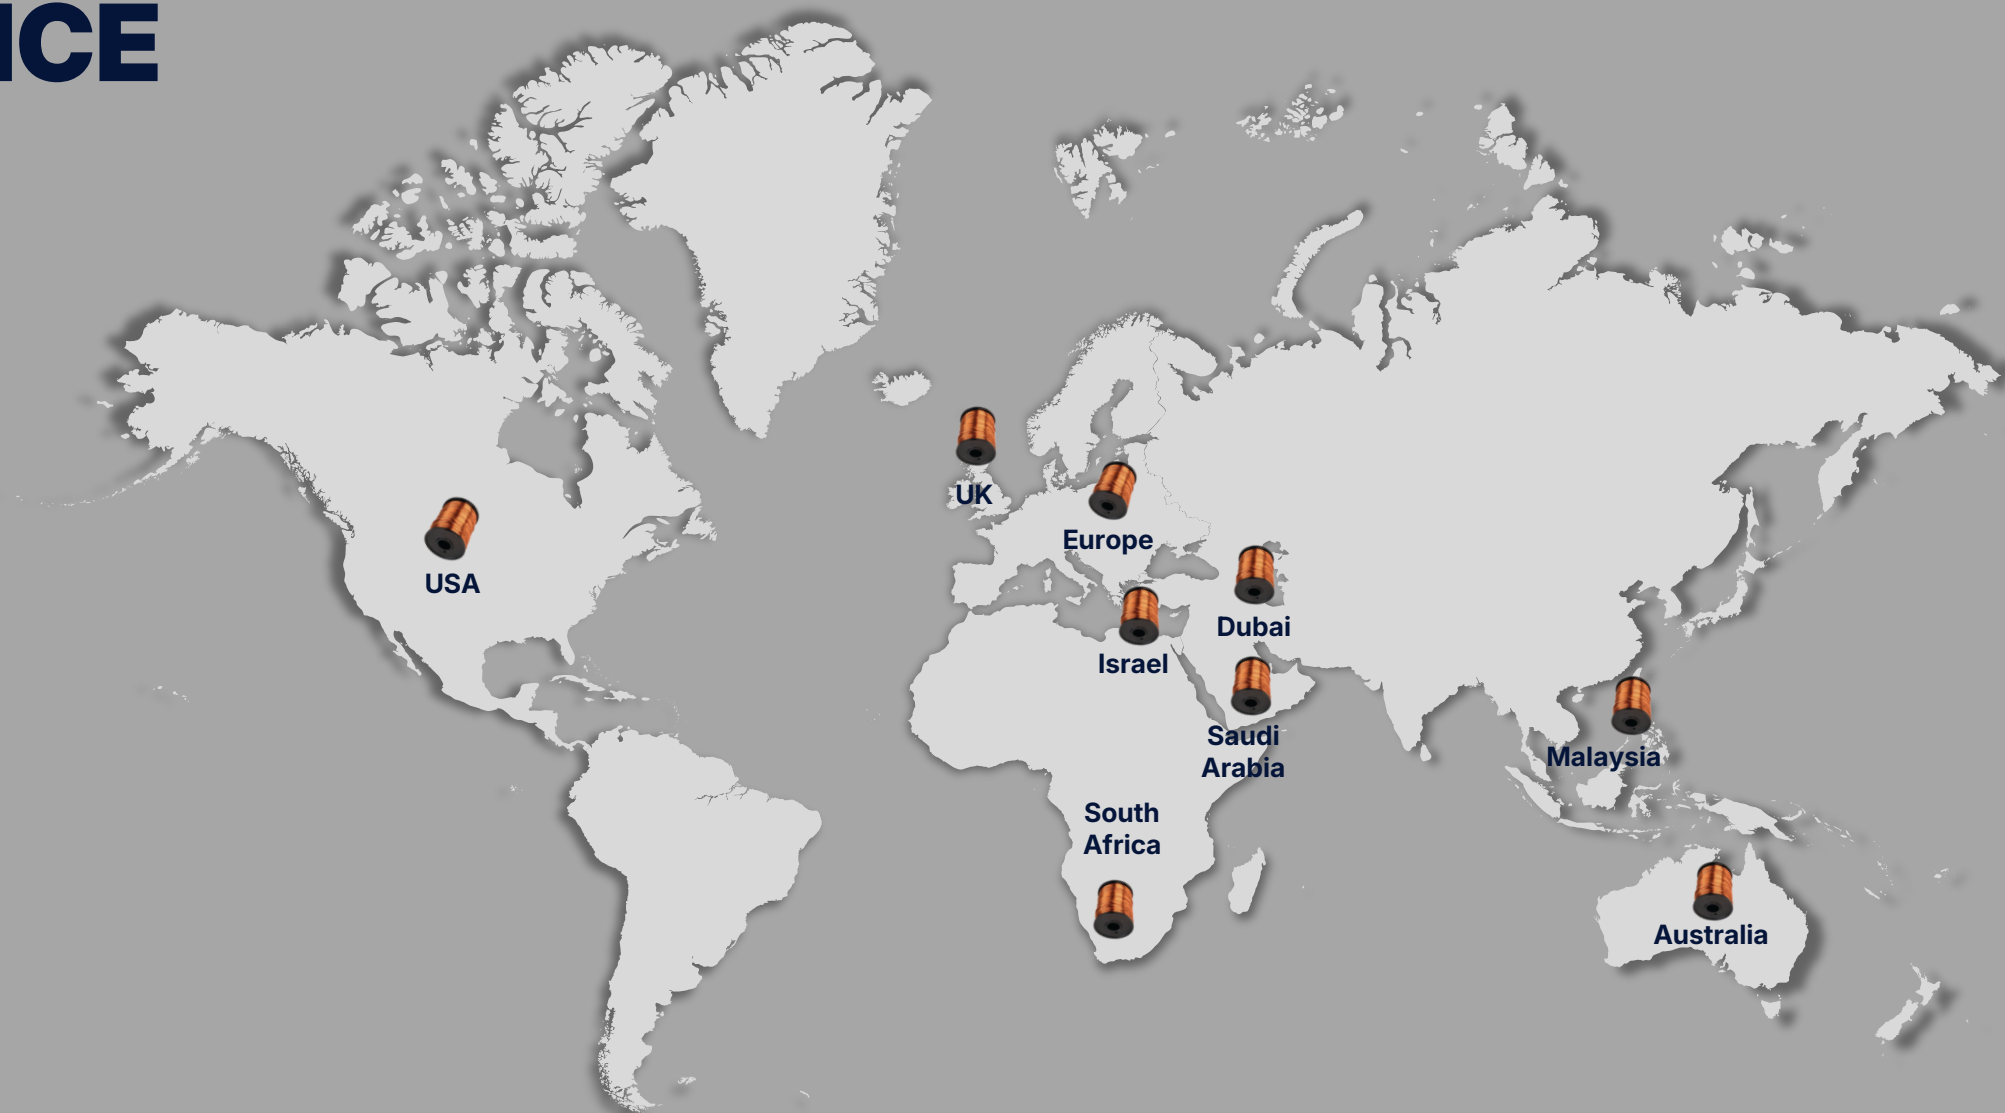 ICE
UK
Europe
USA
Dubai
Israel
Saudi
Arabia
Malaysia
South
Africa
Australia